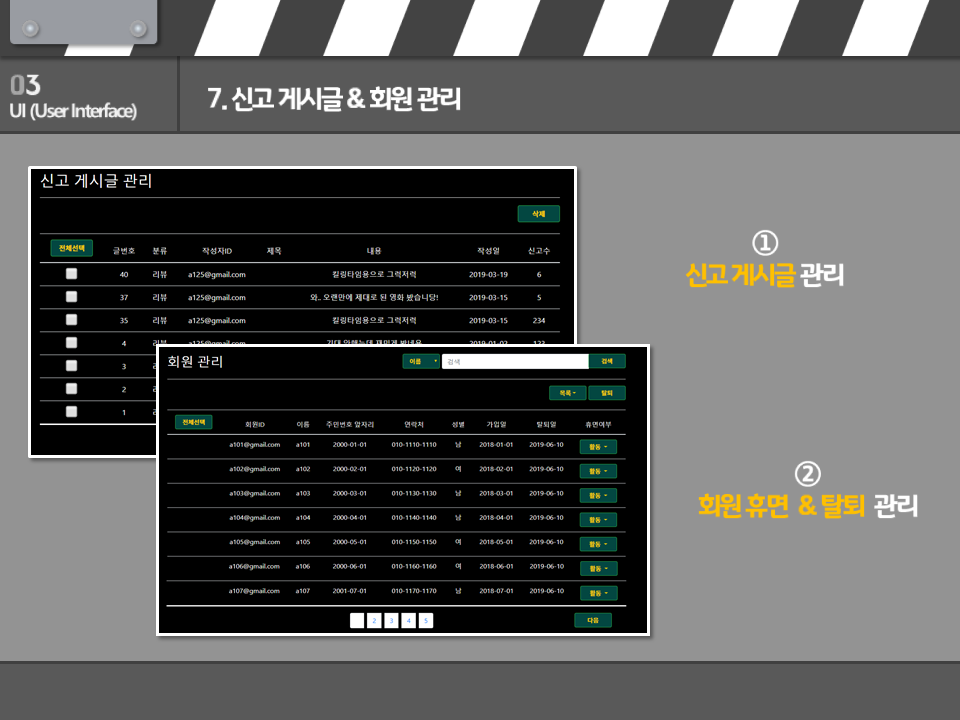 03
UI (User Interface)
7. 신고 게시글 & 회원 관리
신고 게시글 관리
삭제
전체선택 글번호 분류 작성자ID 제목 내용 작성일 신고수
40 리뷰 a125@gmail.com 킬링타임용으로 그럭저럭 2019-03-19 6
37 리뷰 a125@gmail.com 와.. 오랜만에 제대로 된 영화 봤습니당! 2019-03-15 5
35 리뷰 a125@gmail.com 킬링타임용으로 그럭저럭 2019-03-15 234
4 리뷰
3
2
1
회원 관리 이름 검색 검색
목록 탈퇴
전체선택 회원ID 이름 주민번호 앞자리 연락처 성별 가입일 탈퇴일 휴면여부
a101@gmail.com a101 2000-01-01 010-1110-1110 남 2018-01-01 2019-06-10 활동
a102@gmail.com a102 2000-02-01 010-1120-1120 여 2018-02-01 2019-06-10 활동
a103@gmail.com a103 2000-03-01 010-1130-1130 남 2018-03-01 2019-06-10 활동
a104@gmail.com a104 2000-04-01 010-1140-1140 남 2018-04-01 2019-06-10 활동
a105@gmail.com a105 2000-05-01 010-1150-1150 여 2018-05-01 2019-06-10 활동
a106@gmail.com a106 2000-06-01 010-1160-1160 여 2018-06-01 2019-06-10 활동
a107@gmail.com a107 2001-07-01 010-1170-1170 남 2018-07-01 2019-06-10 활동
2 3 4 5 다음
①
신고 게시글 관리
②
회원 휴면 & 탈퇴 관리